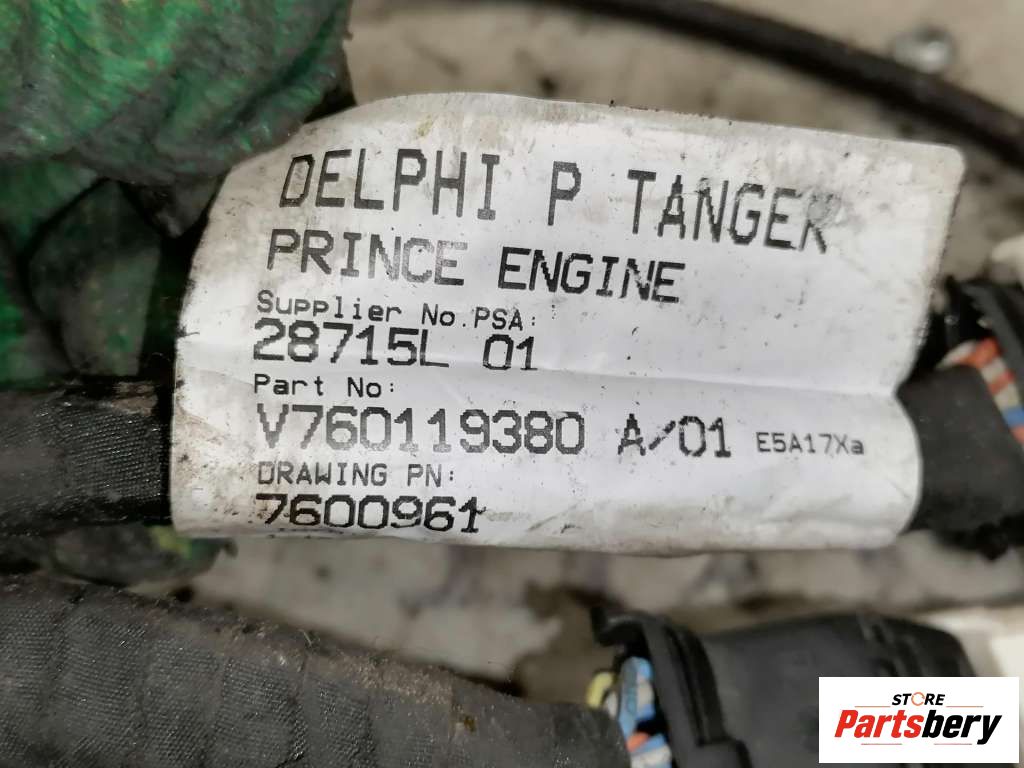 DELPHI P TANGER
PRINCE ENGINE
Supplier No.PSA:
28715L 01
Part No:
V760119380 A/01 E5A17Xa
DRAWING PN:
7600961
STORE
Partsbery